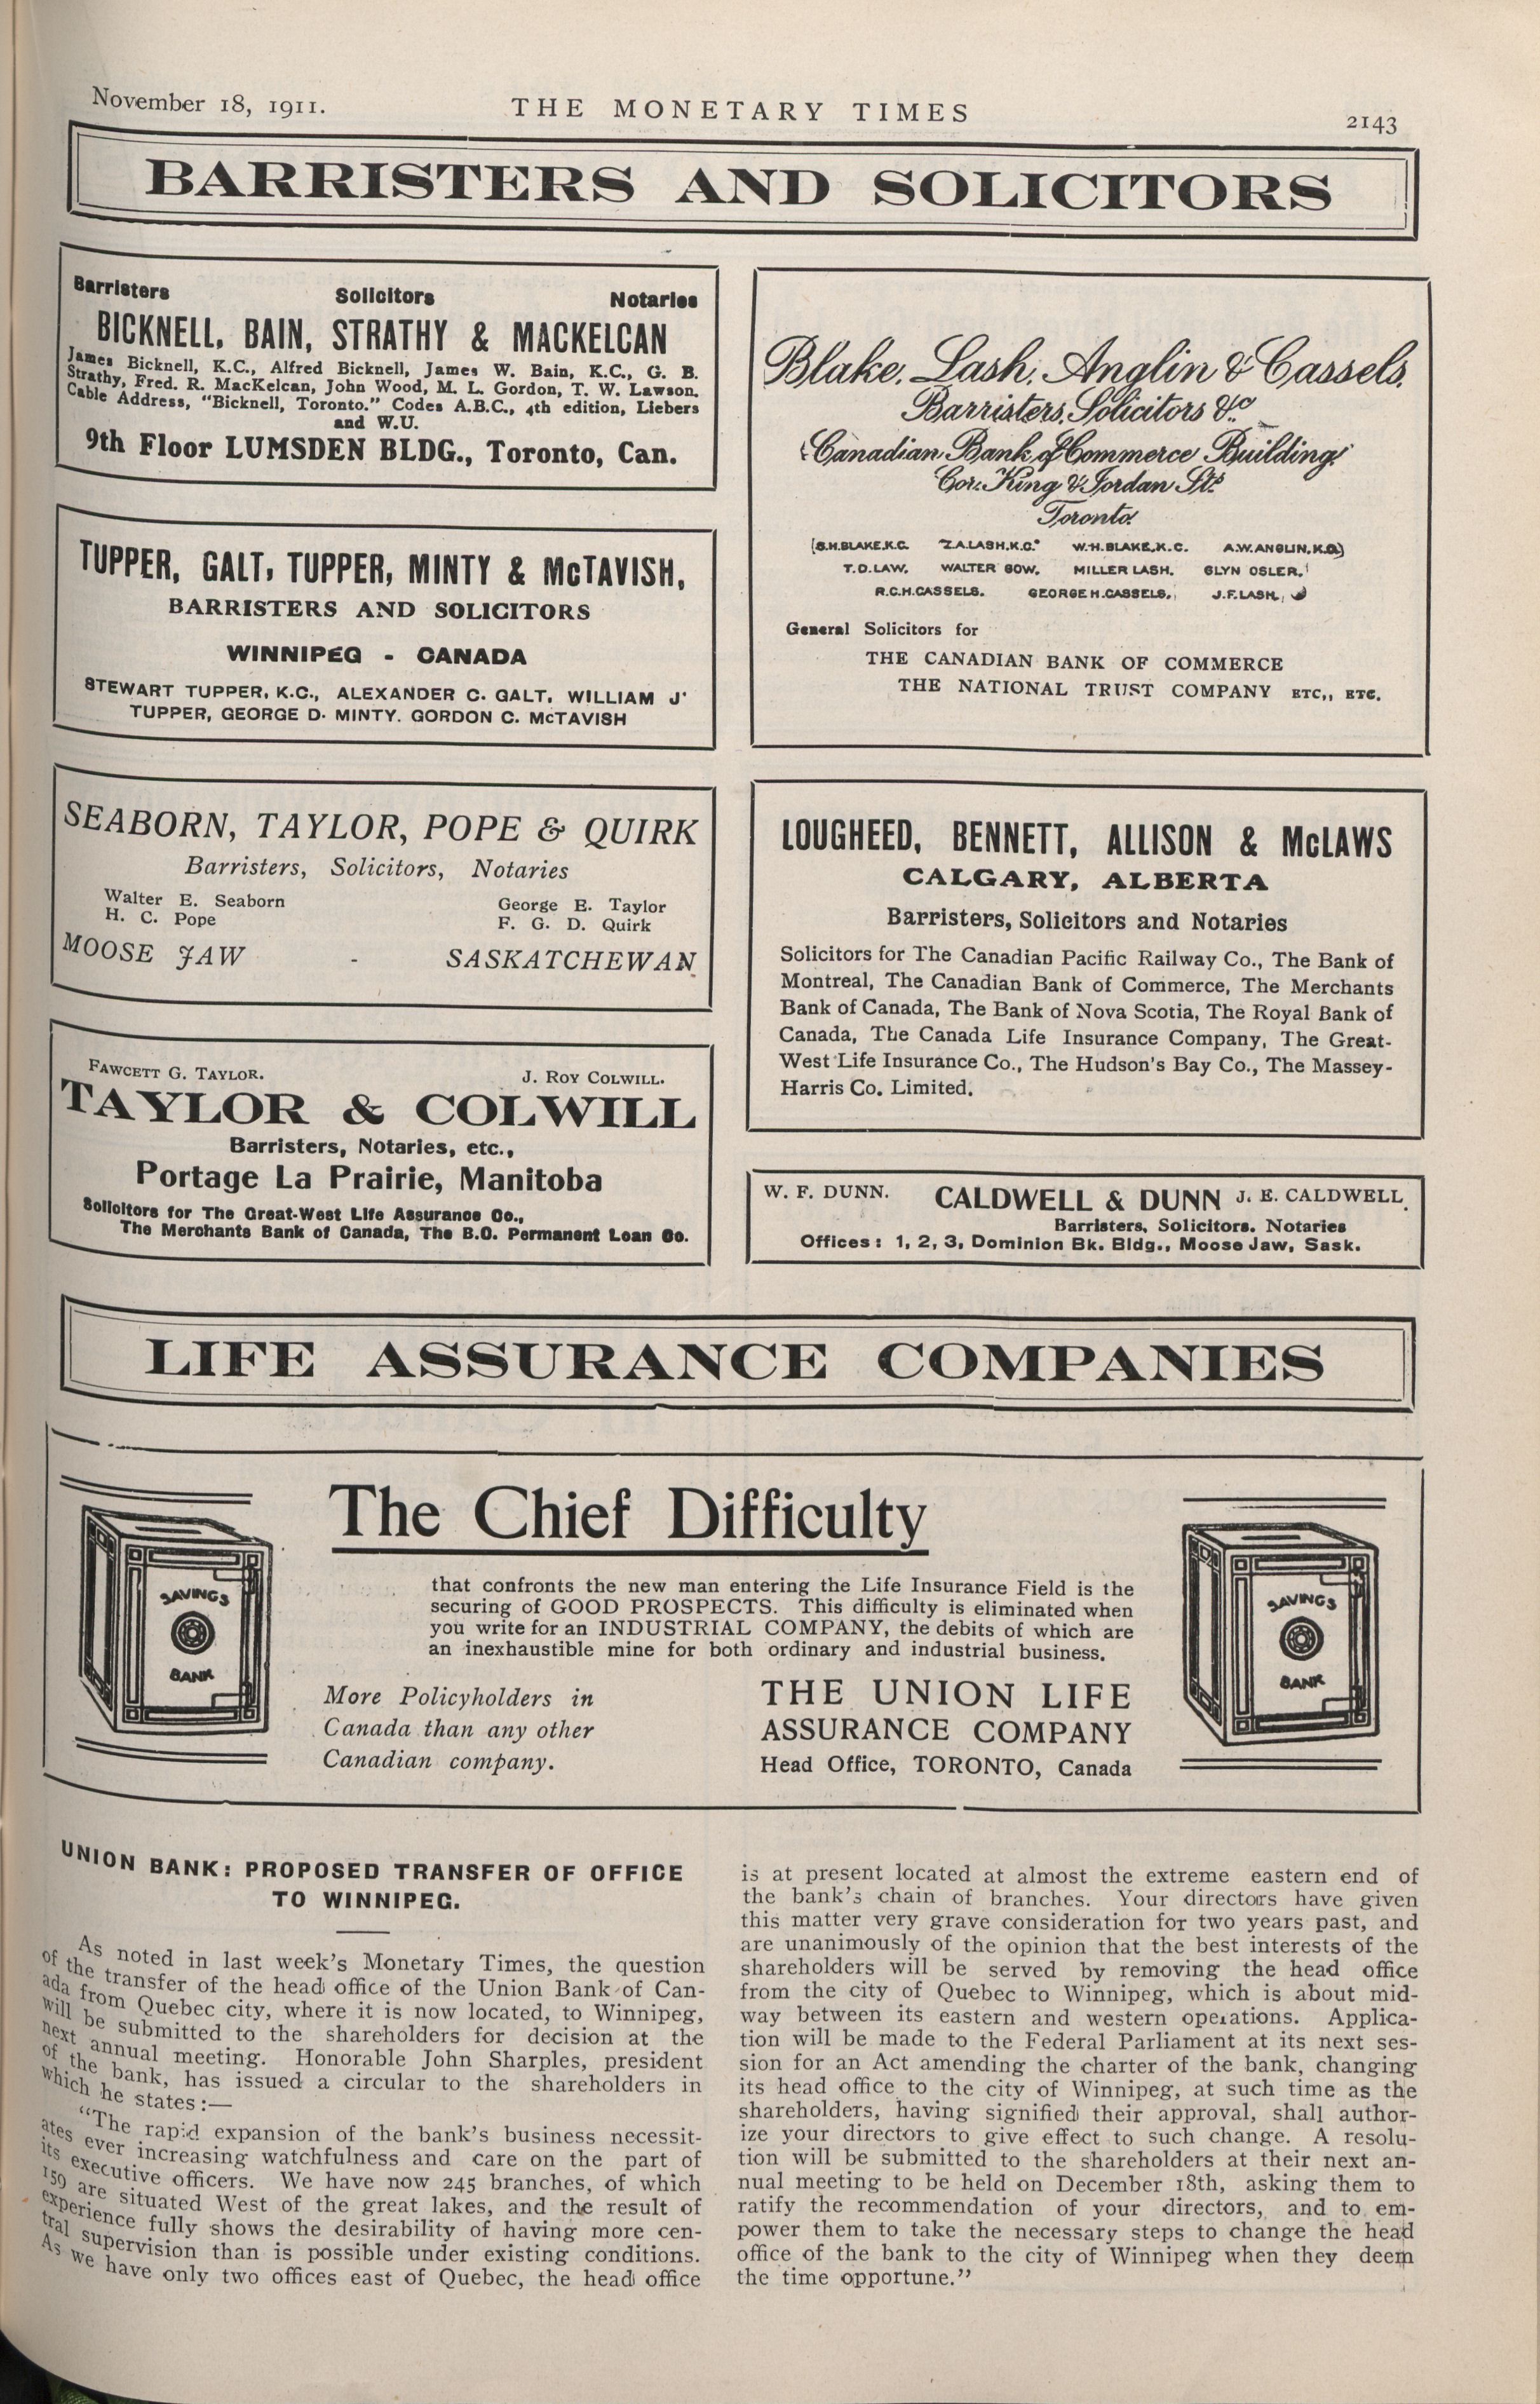 November 18, 1911.
THE MONETARY TIMES
2143
BARRISTERS AND SOLICITORS
Barristers Solicitors Notaries
BICKNELL, BAIN, STRATHY & MACKELCAN
James Bicknell, K.C., Alfred Bicknell, James W. Bain, K.C., G. B.
Strathy, Fred. R. MacKelcan, John Wood, M. L. Gordon, T. W. Lawson.
Cable Address, "Bicknell, Toronto." Codes A.B.C., 4th edition, Liebers
and W.U.
9th Floor LUMSDEN BLDG., Toronto, Can.
TUPPER, GALT, TUPPER, MINTY & McTAVISH,
BARRISTERS AND SOLICITORS
WINNIPEG - CANADA
STEWART TUPPER, K.C., ALEXANDER C. GALT, WILLIAM J'
TUPPER, GEORGE D. MINTY. GORDON C. McTAVISH
SEABORN, TAYLOR, POPE & QUIRK
Barristers, Solicitors, Notaries
Walter E. Seaborn George E. Taylor
H. C. Pope F. G. D. Quirk
MOOSE JAW - SASKATCHEWAN
FAWCETT G. TAYLOR. J. ROY COLWILL.
TAYLOR & COLWILL
Barristers, Notaries, etc.,
Portage La Prairie, Manitoba
Solicitors for The Great-West Life Assurance Co.,
The Merchants Bank of Canada, The B.C. Permanent Loan Co.
Blake, Lash, Anglin & Cassels,
Barristers, Solicitors &c
Canadian Bank of Commerce Building
Cor. King & Jordan Sts
Toronto.
S.H.BLAKE,K.C. Z.A.LASH,K.C. W.H.BLAKE,K.C. A.W.ANGLIN,K.C.
T.D.LAW. WALTER GOW. MILLER LASH. GLYN OSLER.
R.C.H.CASSELS. GEORGE H.CASSELS. J.F.LASH.
General Solicitors for
THE CANADIAN BANK OF COMMERCE
THE NATIONAL TRUST COMPANY ETC., ETC.
LOUGHEED, BENNETT, ALLISON & McLAWS
CALGARY, ALBERTA
Barristers, Solicitors and Notaries
Solicitors for The Canadian Pacific Railway Co., The Bank of
Montreal, The Canadian Bank of Commerce, The Merchants
Bank of Canada, The Bank of Nova Scotia, The Royal Bank of
Canada, The Canada Life Insurance Company, The Great-
West Life Insurance Co., The Hudson's Bay Co., The Massey-
Harris Co. Limited.
W. F. DUNN. CALDWELL & DUNN J. E. CALDWELL.
Barristers, Solicitors. Notaries
Offices: 1, 2, 3, Dominion Bk. Bldg., Moose Jaw, Sask.
LIFE ASSURANCE COMPANIES
SAVINGS
BANK
The Chief Difficulty
that confronts the new man entering the Life Insurance Field is the
securing of GOOD PROSPECTS. This difficulty is eliminated when
you write for an INDUSTRIAL COMPANY, the debits of which are
an inexhaustible mine for both ordinary and industrial business.
More Policyholders in
Canada than any other
Canadian company.
THE UNION LIFE
ASSURANCE COMPANY
Head Office, TORONTO, Canada
SAVINGS
BANK
UNION BANK: PROPOSED TRANSFER OF OFFICE
TO WINNIPEG.
As noted in last week's Monetary Times, the question
of the transfer of the head office of the Union Bank of Can-
ada from Quebec city, where it is now located, to Winnipeg,
will be submitted to the shareholders for decision at the
next annual meeting. Honorable John Sharples, president
of the bank, has issued a circular to the shareholders in
which he states:—
"The rapid expansion of the bank's business necessit-
ates ever increasing watchfulness and care on the part of
its executive officers. We have now 245 branches, of which
159 are situated West of the great lakes, and the result of
experience fully shows the desirability of having more cen-
tral supervision than is possible under existing conditions.
As we have only two offices east of Quebec, the head office
is at present located at almost the extreme eastern end of
the bank's chain of branches. Your directors have given
this matter very grave consideration for two years past, and
are unanimously of the opinion that the best interests of the
shareholders will be served by removing the head office
from the city of Quebec to Winnipeg, which is about mid-
way between its eastern and western operations. Applica-
tion will be made to the Federal Parliament at its next ses-
sion for an Act amending the charter of the bank, changing
its head office to the city of Winnipeg, at such time as the
shareholders, having signified their approval, shall author-
ize your directors to give effect to such change. A resolu-
tion will be submitted to the shareholders at their next an-
nual meeting to be held on December 18th, asking them to
ratify the recommendation of your directors, and to em-
power them to take the necessary steps to change the head
office of the bank to the city of Winnipeg when they deem
the time opportune."